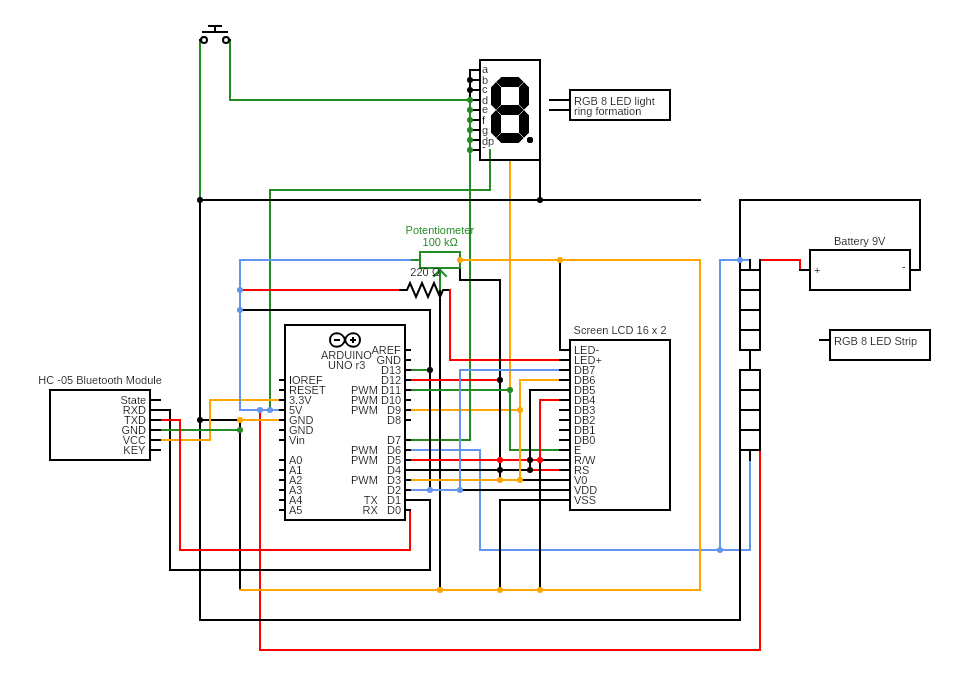 a
b
c
d
e
f
g
dp
-
RGB 8 LED light
ring formation
Potentiometer
100 kΩ
220 Ω
Battery 9V
+
-
RGB 8 LED Strip
HC -05 Bluetooth Module
State
RXD
TXD
GND
VCC
KEY
ARDUINO
UNO r3
IOREF
RESET
3.3V
5V
GND
GND
Vin
A0
A1
A2
A3
A4
A5
AREF
GND
D13
D12
PWM D11
PWM D10
PWM D9
D8
D7
PWM D6
PWM D5
D4
PWM D3
D2
TX D1
RX D0
Screen LCD 16 x 2
LED-
LED+
DB7
DB6
DB5
DB4
DB3
DB2
DB1
DB0
E
R/W
RS
V0
VDD
VSS